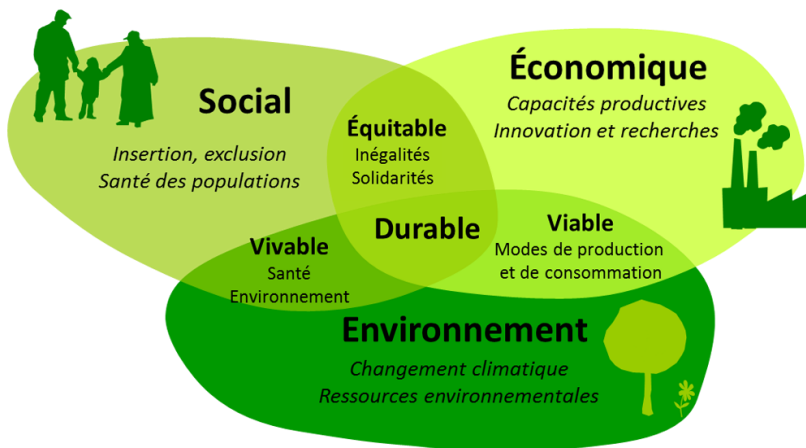 Social
Insertion, exclusion
Santé des populations
Économique
Capacités productives
Innovation et recherches
Équitable
Inégalités
Solidarités
Durable
Vivable
Santé
Environnement
Viable
Modes de production
et de consommation
Environnement
Changement climatique
Ressources environnementales